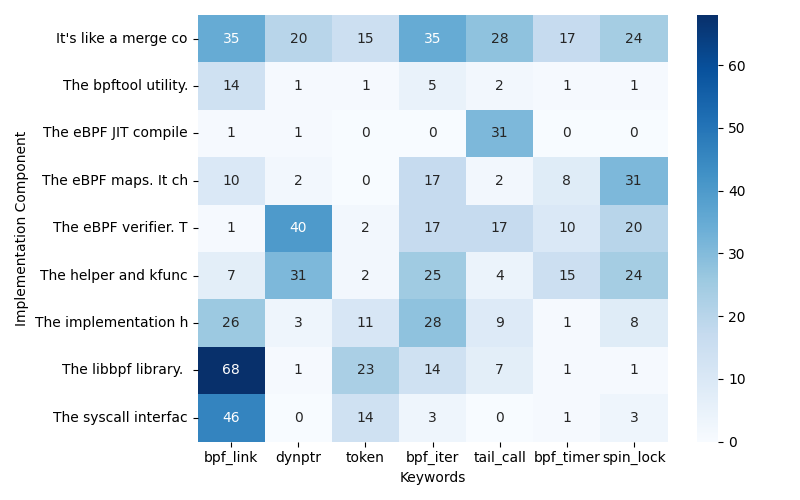 It's like a merge co 35 20 15 35 28 17 24
The bpftool utility. 14 1 1 5 2 1 1
The eBPF JIT compile 1 1 0 0 31 0 0
The eBPF maps. It ch 10 2 0 17 2 8 31
The eBPF verifier. T 1 40 2 17 17 10 20
The helper and kfunc 7 31 2 25 4 15 24
The implementation h 26 3 11 28 9 1 8
The libbpf library. 68 1 23 14 7 1 1
The syscall interfac 46 0 14 3 0 1 3
bpf_link dynptr token bpf_iter tail_call bpf_timer spin_lock
Keywords
Implementation Component
60
50
40
30
20
10
0